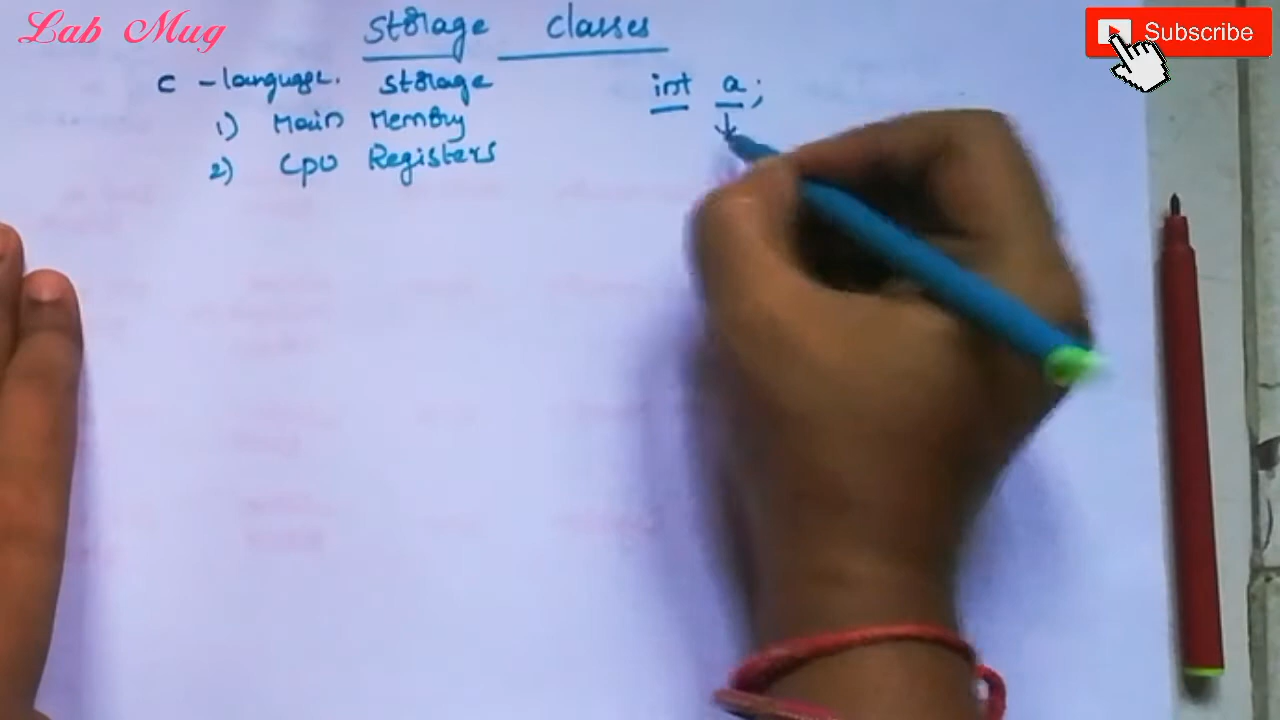 Lab Mug
Subscribe
storage classes
C - language. storage
1) Main Memory
2) CPU Registers
int a;